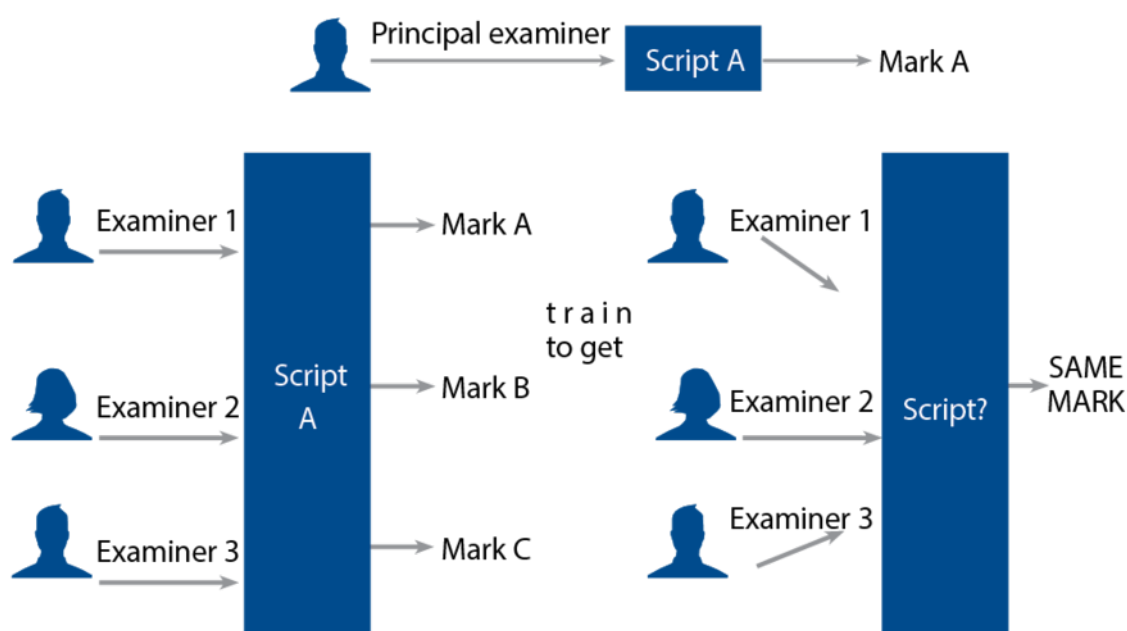 Principal examiner
Script A
Mark A
Examiner 1
Mark A
Examiner 2
Script
A
Mark B
Examiner 3
Mark C
t r a i n
to get
Examiner 1
Examiner 2
Script?
SAME
MARK
Examiner 3